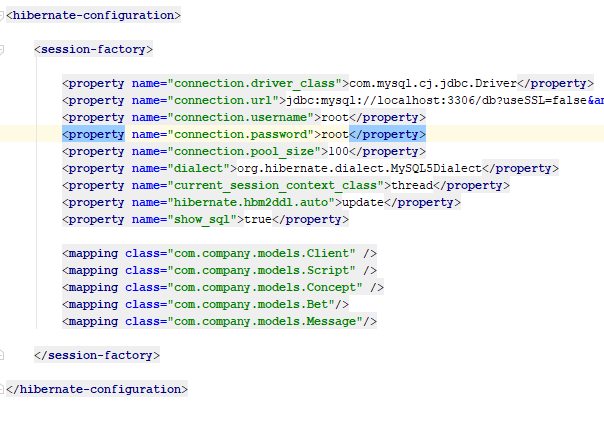 <hibernate-configuration>
<session-factory>
<property name="connection.driver_class">com.mysql.cj.jdbc.Driver</property>
<property name="connection.url">jdbc:mysql://localhost:3306/db?useSSL=false&an
<property name="connection.username">root</property>
<property name="connection.password">root</property>
<property name="connection.pool_size">100</property>
<property name="dialect">org.hibernate.dialect.MySQL5Dialect</property>
<property name="current_session_context_class">thread</property>
<property name="hibernate.hbm2ddl.auto">update</property>
<property name="show_sql">true</property>
<mapping class="com.company.models.Client" />
<mapping class="com.company.models.Script" />
<mapping class="com.company.models.Concept" />
<mapping class="com.company.models.Bet"/>
<mapping class="com.company.models.Message"/>
</session-factory>
</hibernate-configuration>